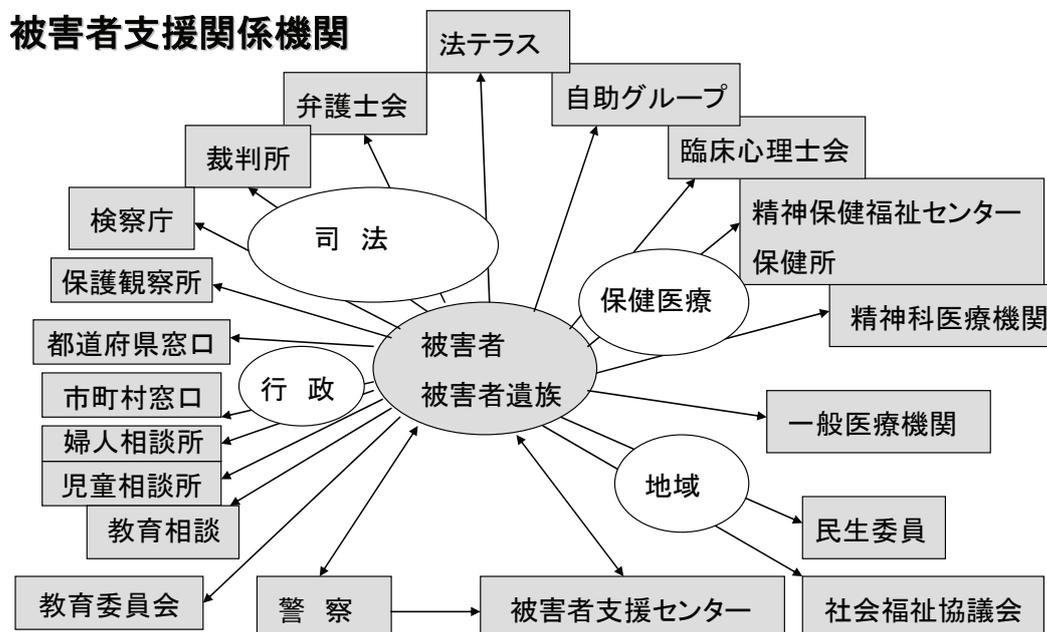 被害者支援関係機関
法テラス
自助グループ
弁護士会
臨床心理士会
裁判所
検察庁
司 法
精神保健福祉センター
保健所
保護観察所
保健医療
精神科医療機関
都道府県窓口
被害者
被害者遺族
行 政
市町村窓口
一般医療機関
婦人相談所
児童相談所
地域
教育相談
民生委員
教育委員会
警 察
被害者支援センター
社会福祉協議会